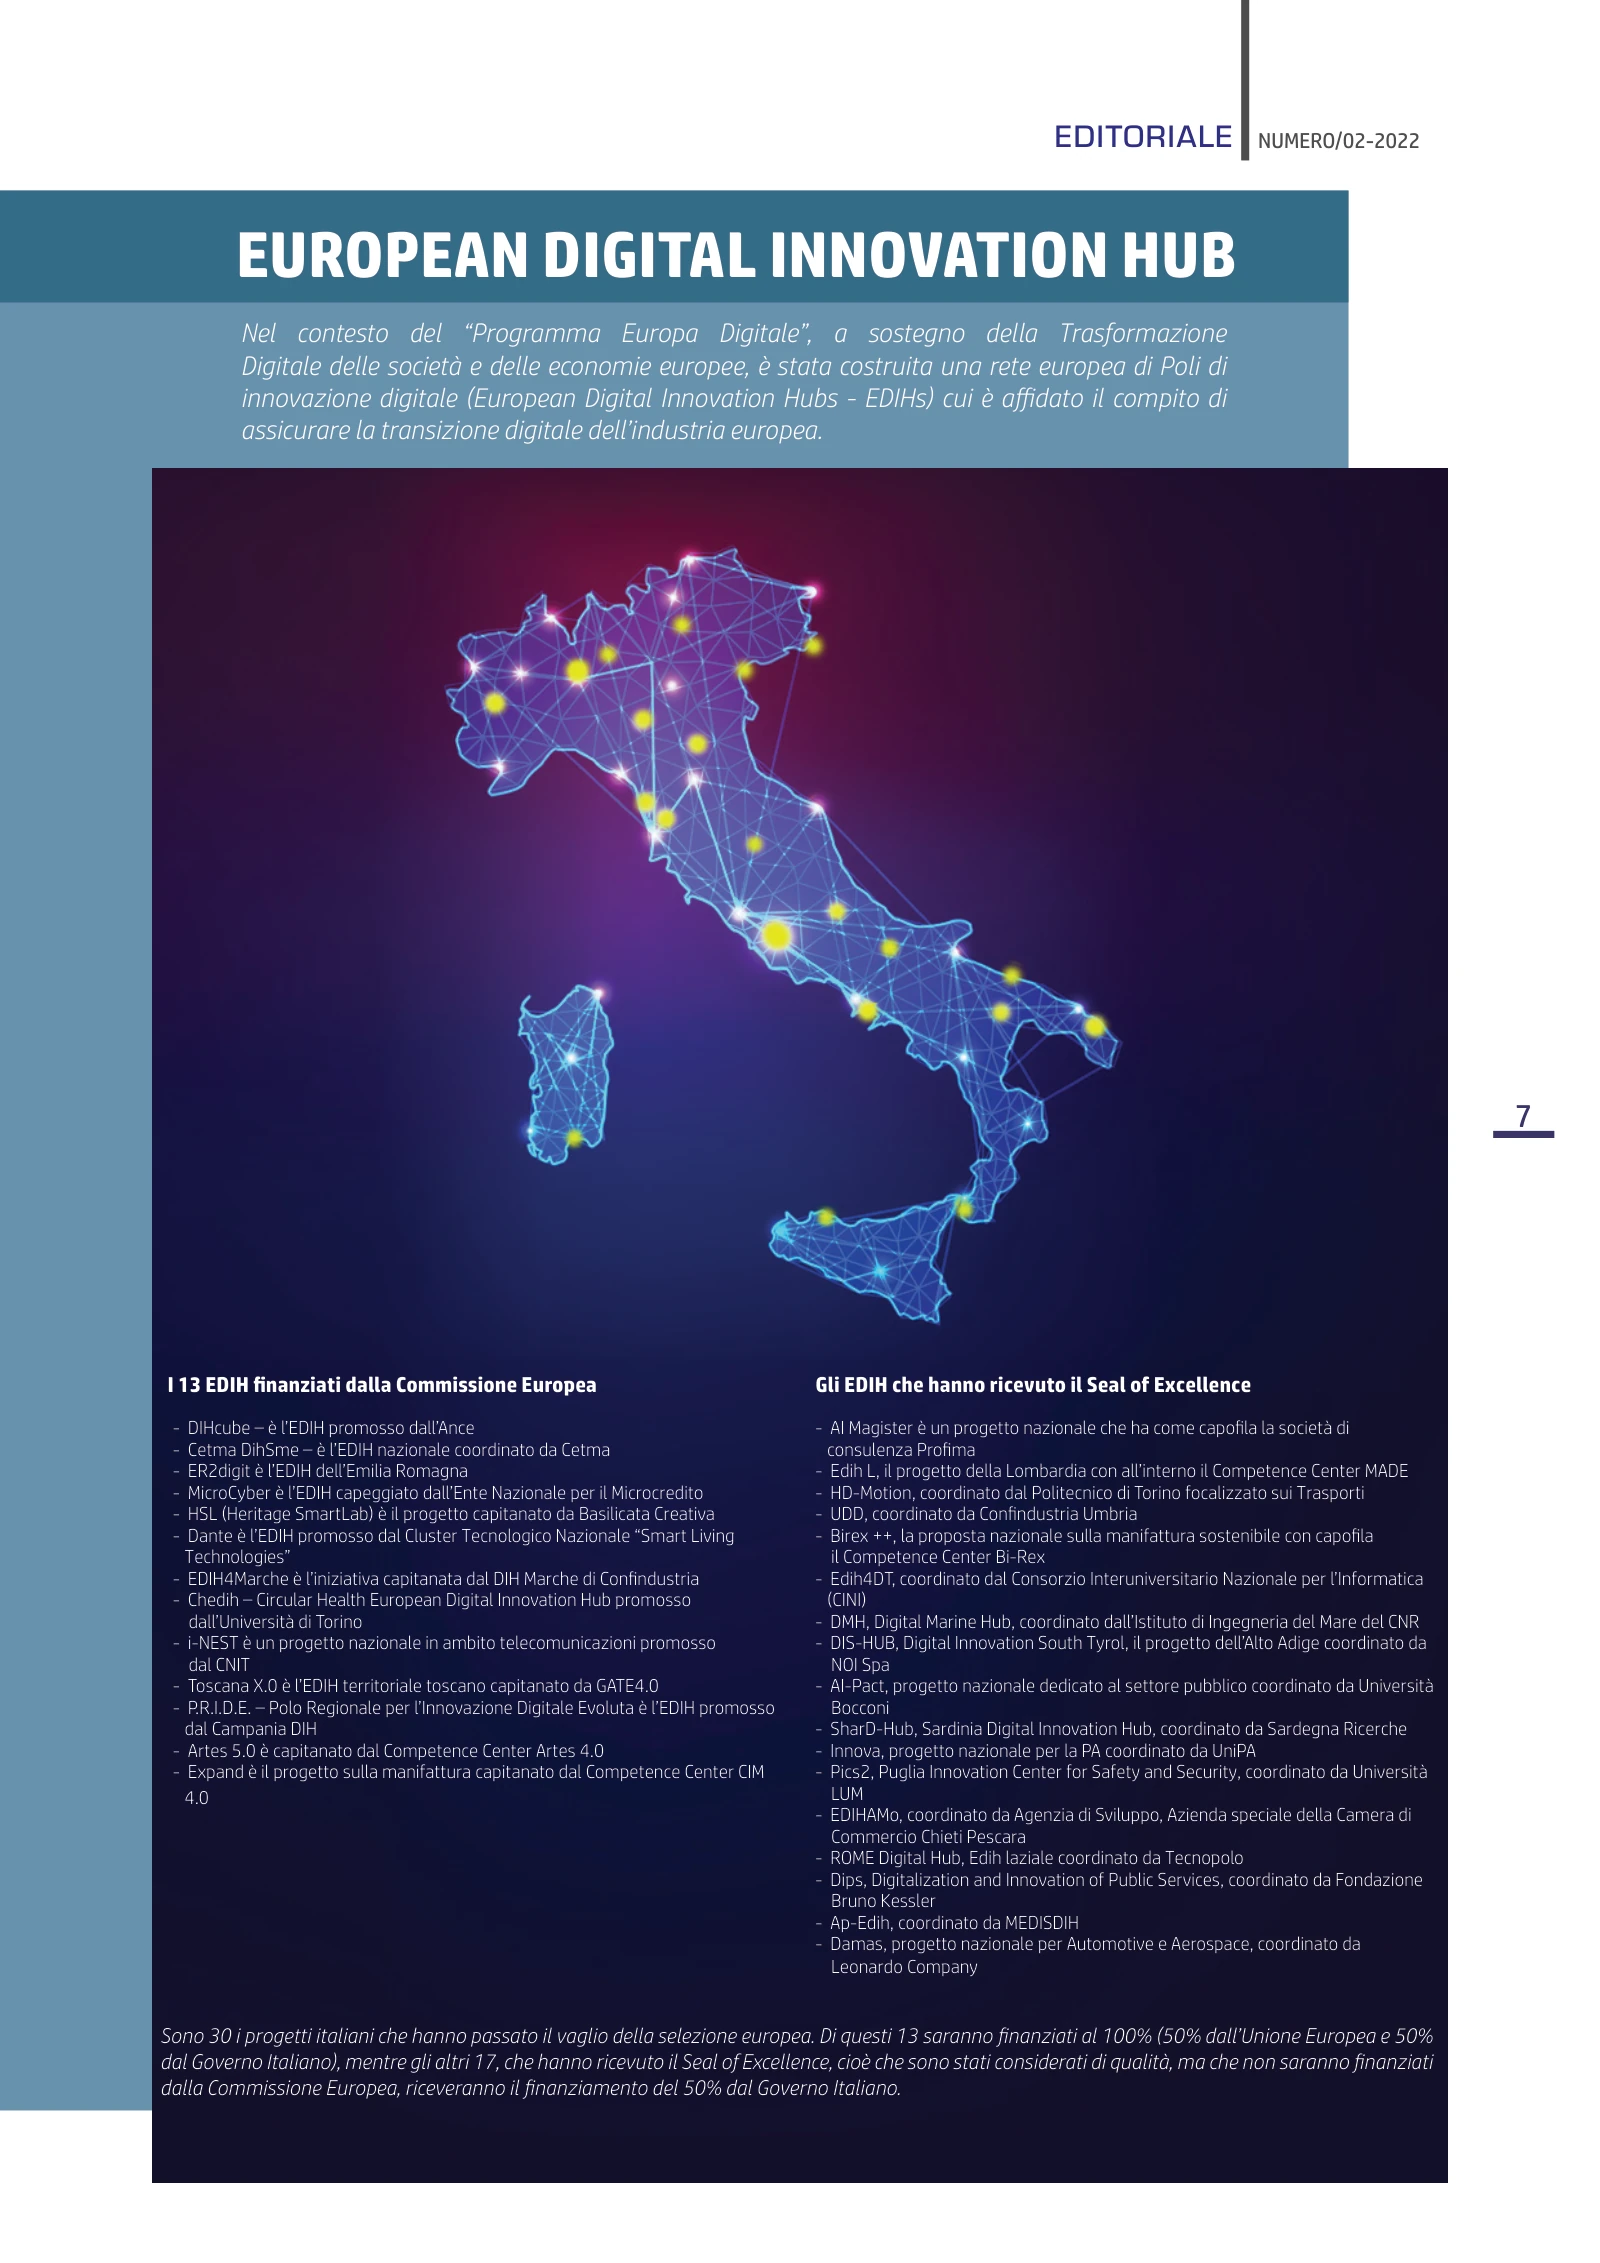 EDITORIALE
NUMERO/02-2022
EUROPEAN DIGITAL INNOVATION HUB
Nel contesto del “Programma Europa Digitale”, a sostegno della Trasformazione
Digitale delle società e delle economie europee, è stata costruita una rete europea di Poli di
innovazione digitale (European Digital Innovation Hubs - EDIHs) cui è affidato il compito di
assicurare la transizione digitale dell’industria europea.
7
I 13 EDIH finanziati dalla Commissione Europea
- DIHcube – è l’EDIH promosso dall’Ance
- Cetma DihSme – è l’EDIH nazionale coordinato da Cetma
- ER2digit è l’EDIH dell’Emilia Romagna
- MicroCyber è l’EDIH capeggiato dall’Ente Nazionale per il Microcredito
- HSL (Heritage SmartLab) è il progetto capitanato da Basilicata Creativa
- Dante è l’EDIH promosso dal Cluster Tecnologico Nazionale “Smart Living
Technologies”
- EDIH4Marche è l’iniziativa capitanata dal DIH Marche di Confindustria
- Chedih – Circular Health European Digital Innovation Hub promosso
dall’Università di Torino
- i-NEST è un progetto nazionale in ambito telecomunicazioni promosso
dal CNIT
- Toscana X.0 è l’EDIH territoriale toscano capitanato da GATE4.0
- P.R.I.D.E. – Polo Regionale per l’Innovazione Digitale Evoluta è l’EDIH promosso
dal Campania DIH
- Artes 5.0 è capitanato dal Competence Center Artes 4.0
- Expand è il progetto sulla manifattura capitanato dal Competence Center CIM
4.0
Gli EDIH che hanno ricevuto il Seal of Excellence
- AI Magister è un progetto nazionale che ha come capofila la società di
consulenza Profima
- Edih L, il progetto della Lombardia con all’interno il Competence Center MADE
- HD-Motion, coordinato dal Politecnico di Torino focalizzato sui Trasporti
- UDD, coordinato da Confindustria Umbria
- Birex ++, la proposta nazionale sulla manifattura sostenibile con capofila
il Competence Center Bi-Rex
- Edih4DT, coordinato dal Consorzio Interuniversitario Nazionale per l’Informatica
(CINI)
- DMH, Digital Marine Hub, coordinato dall’Istituto di Ingegneria del Mare del CNR
- DIS-HUB, Digital Innovation South Tyrol, il progetto dell’Alto Adige coordinato da
NOI Spa
- AI-Pact, progetto nazionale dedicato al settore pubblico coordinato da Università
Bocconi
- SharD-Hub, Sardinia Digital Innovation Hub, coordinato da Sardegna Ricerche
- Innova, progetto nazionale per la PA coordinato da UniPA
- Pics2, Puglia Innovation Center for Safety and Security, coordinato da Università
LUM
- EDIHAMo, coordinato da Agenzia di Sviluppo, Azienda speciale della Camera di
Commercio Chieti Pescara
- ROME Digital Hub, Edih laziale coordinato da Tecnopolo
- Dips, Digitalization and Innovation of Public Services, coordinato da Fondazione
Bruno Kessler
- Ap-Edih, coordinato da MEDISDIH
- Damas, progetto nazionale per Automotive e Aerospace, coordinato da
Leonardo Company
Sono 30 i progetti italiani che hanno passato il vaglio della selezione europea. Di questi 13 saranno finanziati al 100% (50% dall’Unione Europea e 50%
dal Governo Italiano), mentre gli altri 17, che hanno ricevuto il Seal of Excellence, cioè che sono stati considerati di qualità, ma che non saranno finanziati
dalla Commissione Europea, riceveranno il finanziamento del 50% dal Governo Italiano.